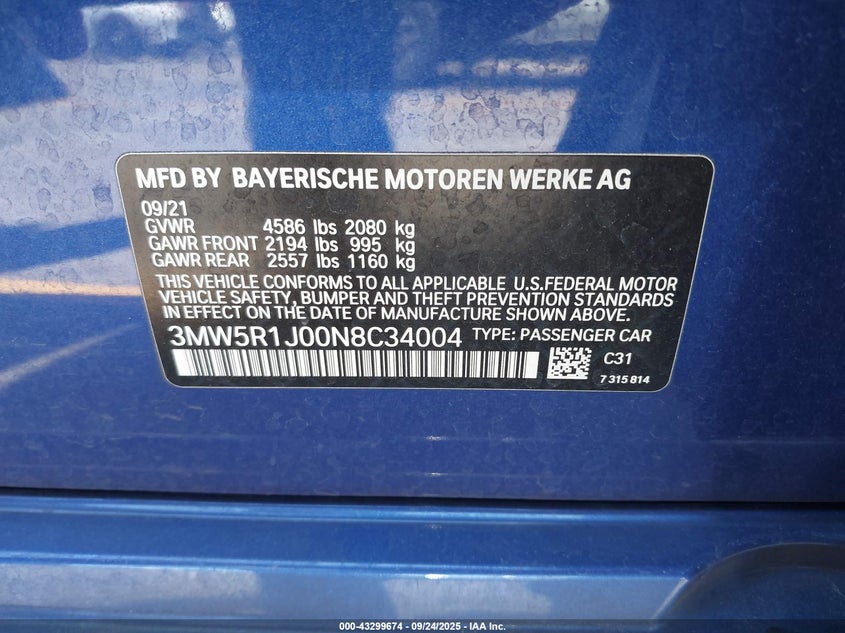 MFD BY BAYERISCHE MOTOREN WERKE AG
09/21
GVWR 4586 lbs 2080 kg
GAWR FRONT 2194 lbs 995 kg
GAWR REAR 2557 lbs 1160 kg
THIS VEHICLE CONFORMS TO ALL APPLICABLE U.S.FEDERAL MOTOR
VEHICLE SAFETY, BUMPER AND THEFT PREVENTION STANDARDS
IN EFFECT ON THE DATE OF MANUFACTURE SHOWN ABOVE.
3MW5R1J00N8C34004 TYPE: PASSENGER CAR
C31
7 315 814
000-43299674 - 09/24/2025 - IAA Inc.